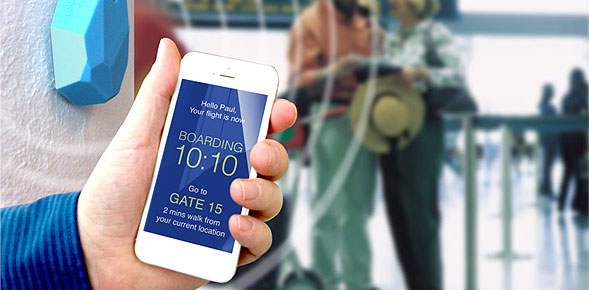 Hello Paul,
Your flight is now
BOARDING
10:10
Go to
GATE 15
2 mins walk from
your current location